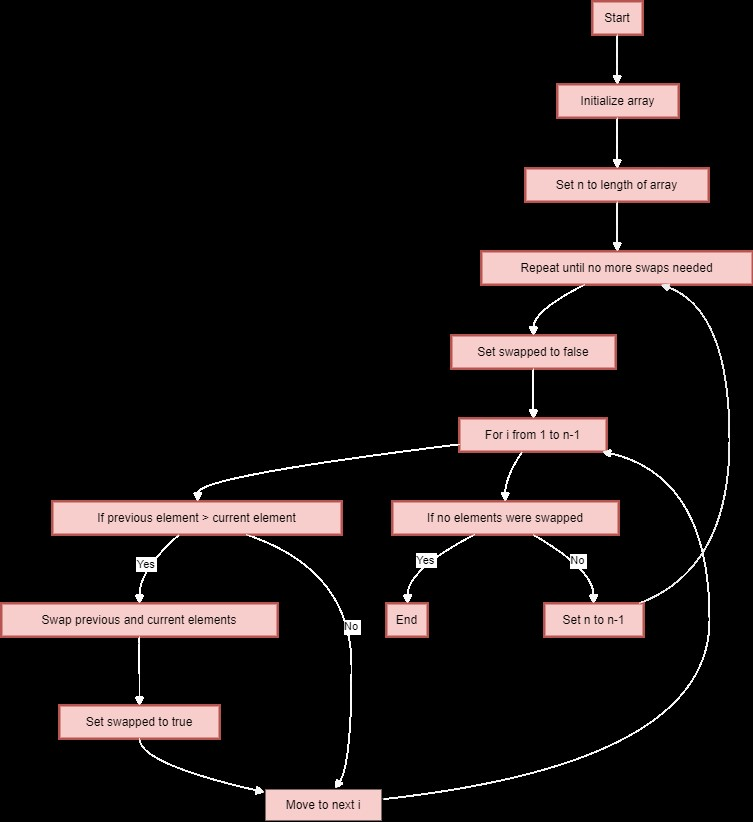 Start
Initialize array
Set n to length of array
Repeat until no more swaps needed
Set swapped to false
For i from 1 to n-1
If previous element > current element
If no elements were swapped
Yes
Yes
No
Swap previous and current elements
End
Set n to n-1
No
Set swapped to true
Move to next i